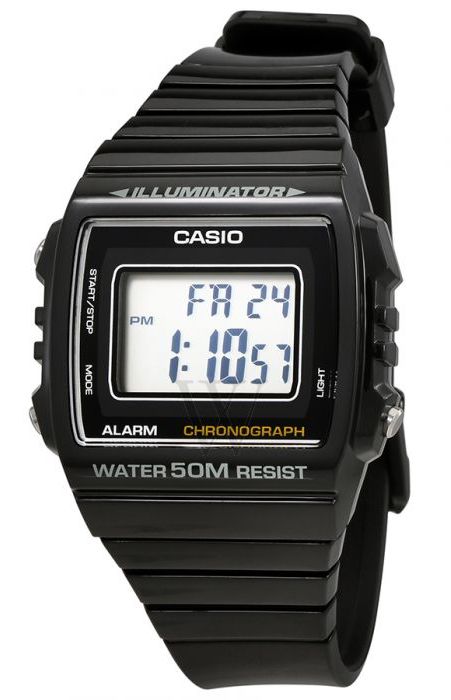 ILLUMINATOR
CASIO
START/STOP
FR 24
PM
1:10 57
MODE
LIGHT
ALARM CHRONOGRAPH
WATER 50M RESIST